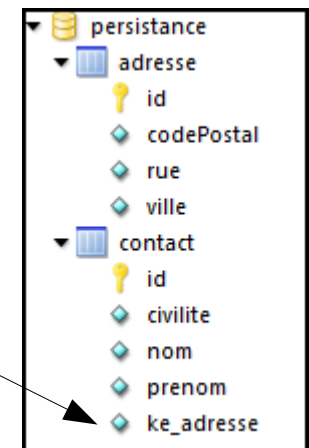 persistance
adresse
id
codePostal
rue
ville
contact
id
civilite
nom
prenom
ke_adresse